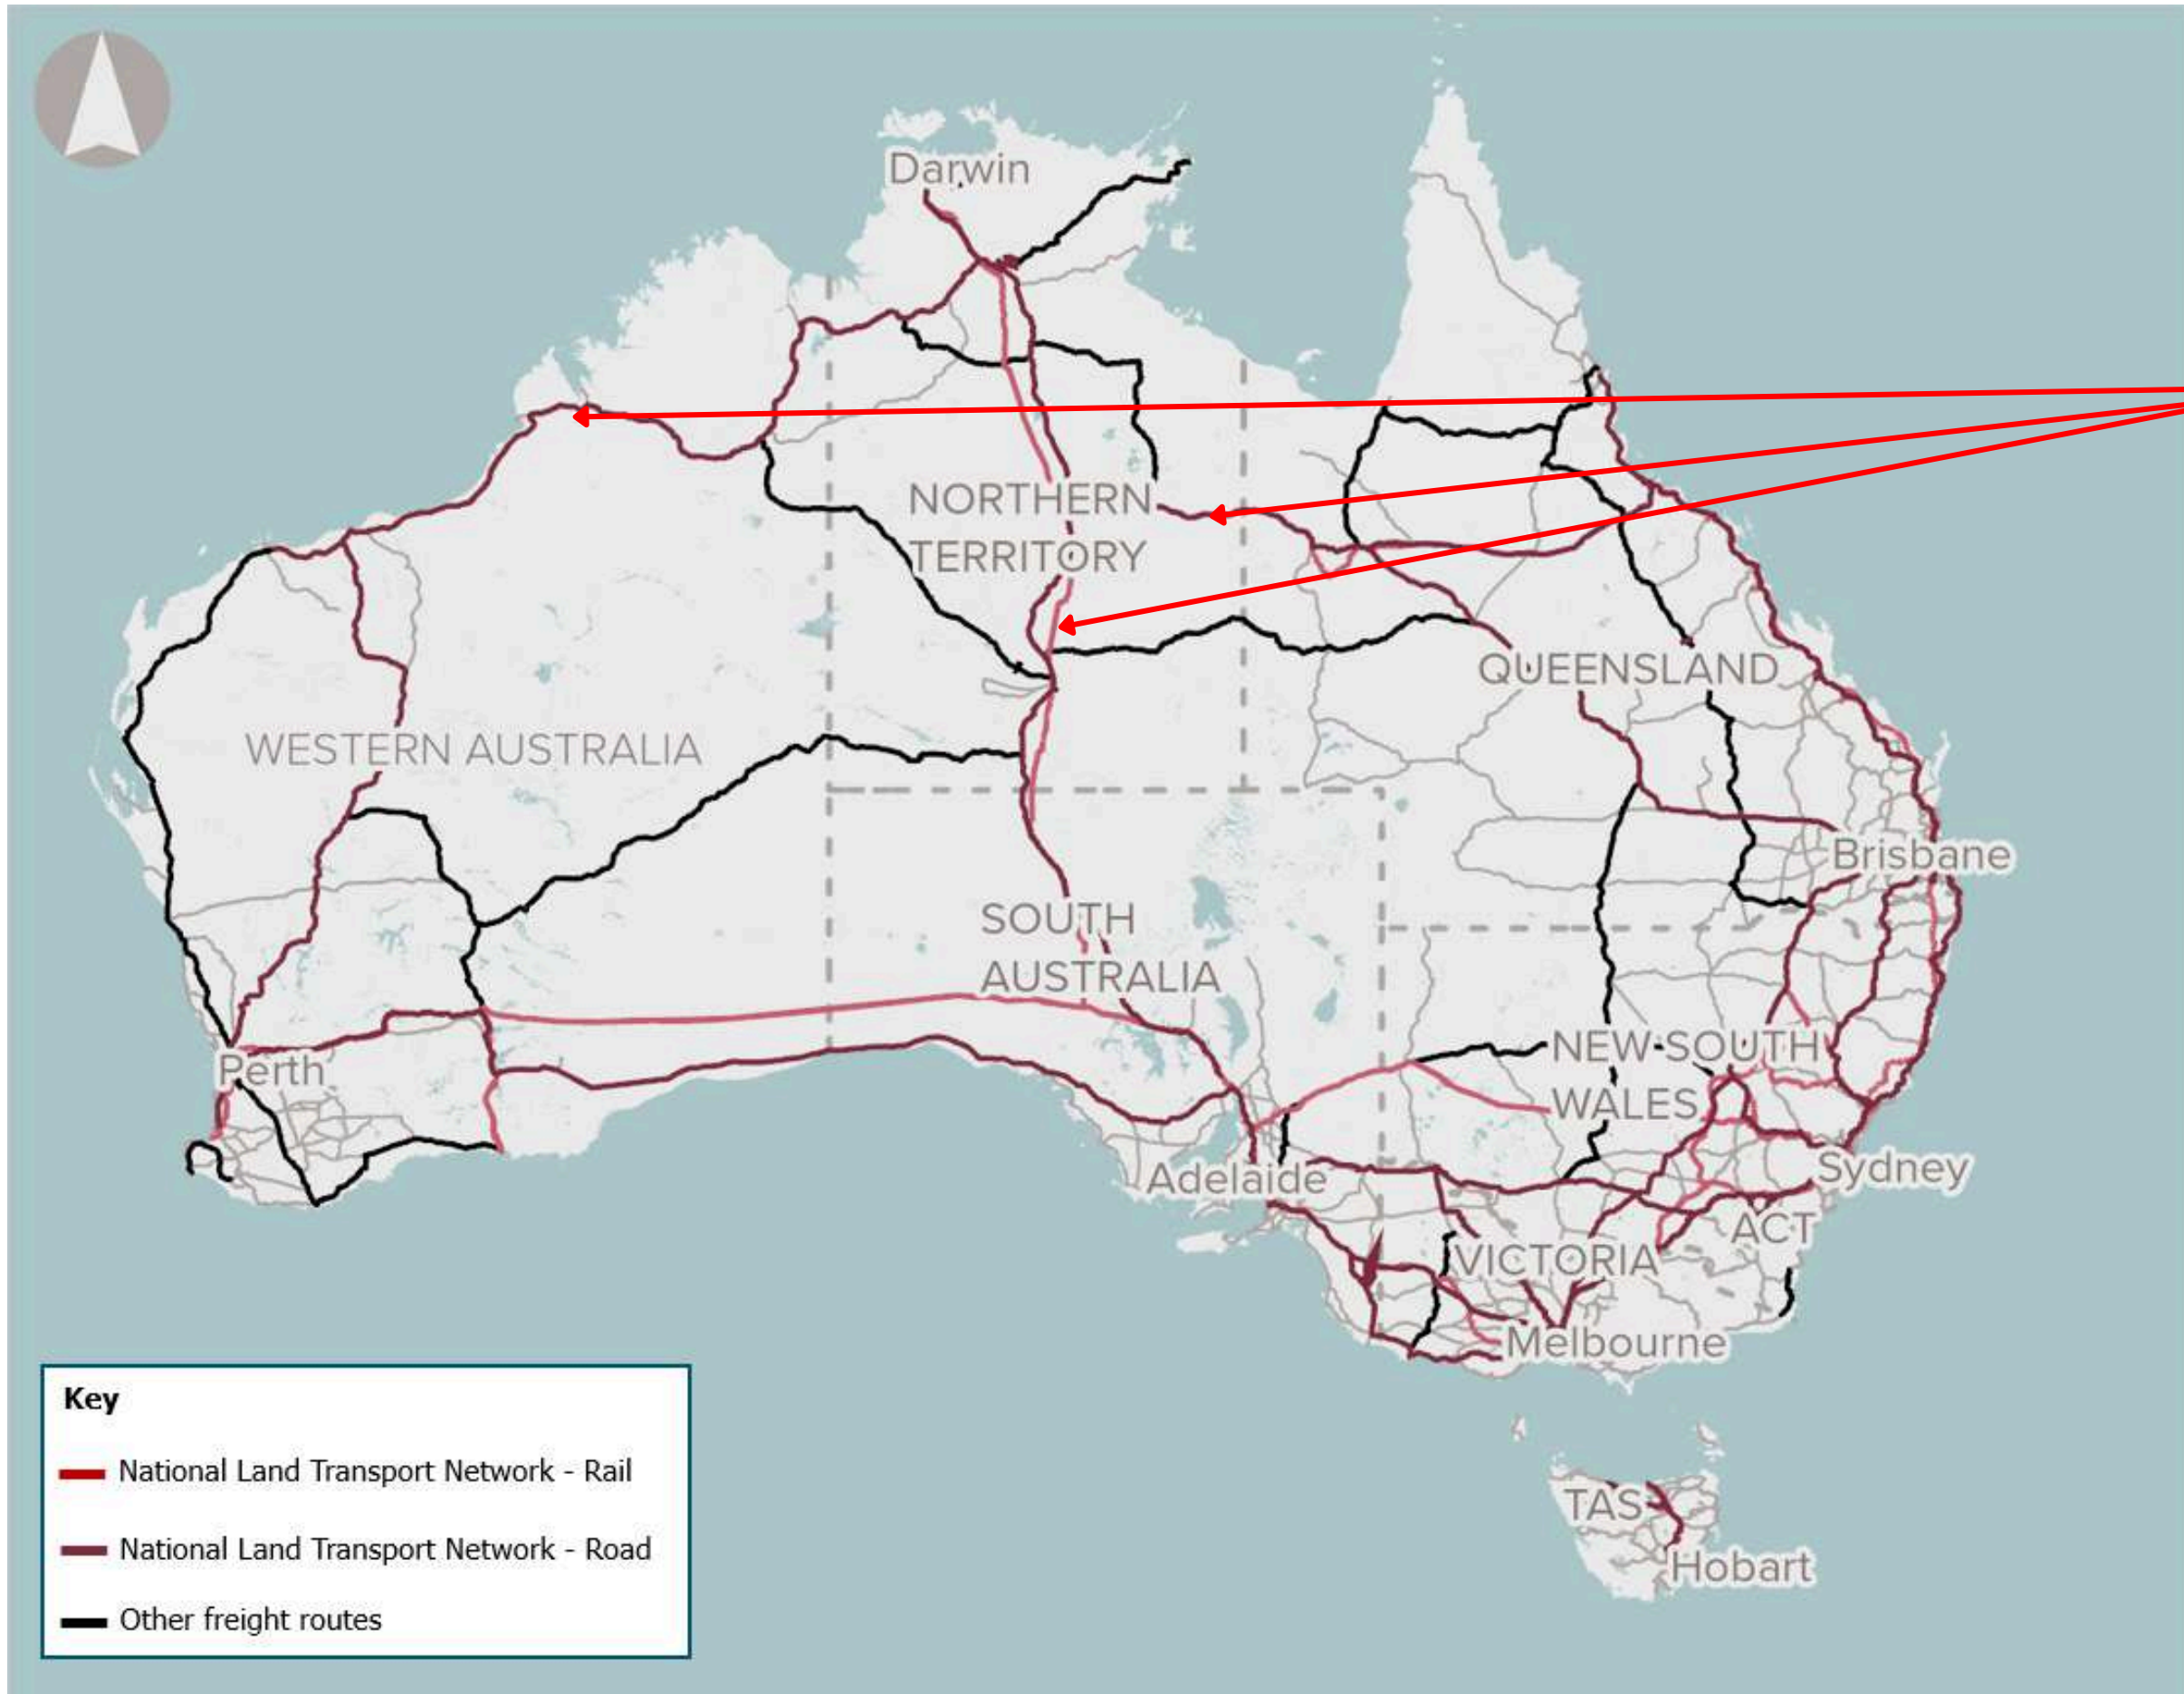 Darwin
NORTHERN
TERRITORY
QUEENSLAND
WESTERN AUSTRALIA
Brisbane
SOUTH
AUSTRALIA
NEW SOUTH
WALES
Perth
Adelaide
Sydney
ACT
VICTORIA
Melbourne
TAS
Hobart
Key
National Land Transport Network - Rail
National Land Transport Network - Road
Other freight routes